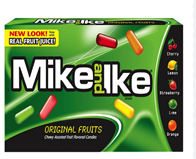 NEW LOOK!
NOW MADE WITH
REAL FRUIT JUICE!
Mike and Ike
ORIGINAL FRUITS
Chewy Assorted Fruit Flavored Candies
Cherry
Lemon
Strawberry
Lime
Orange